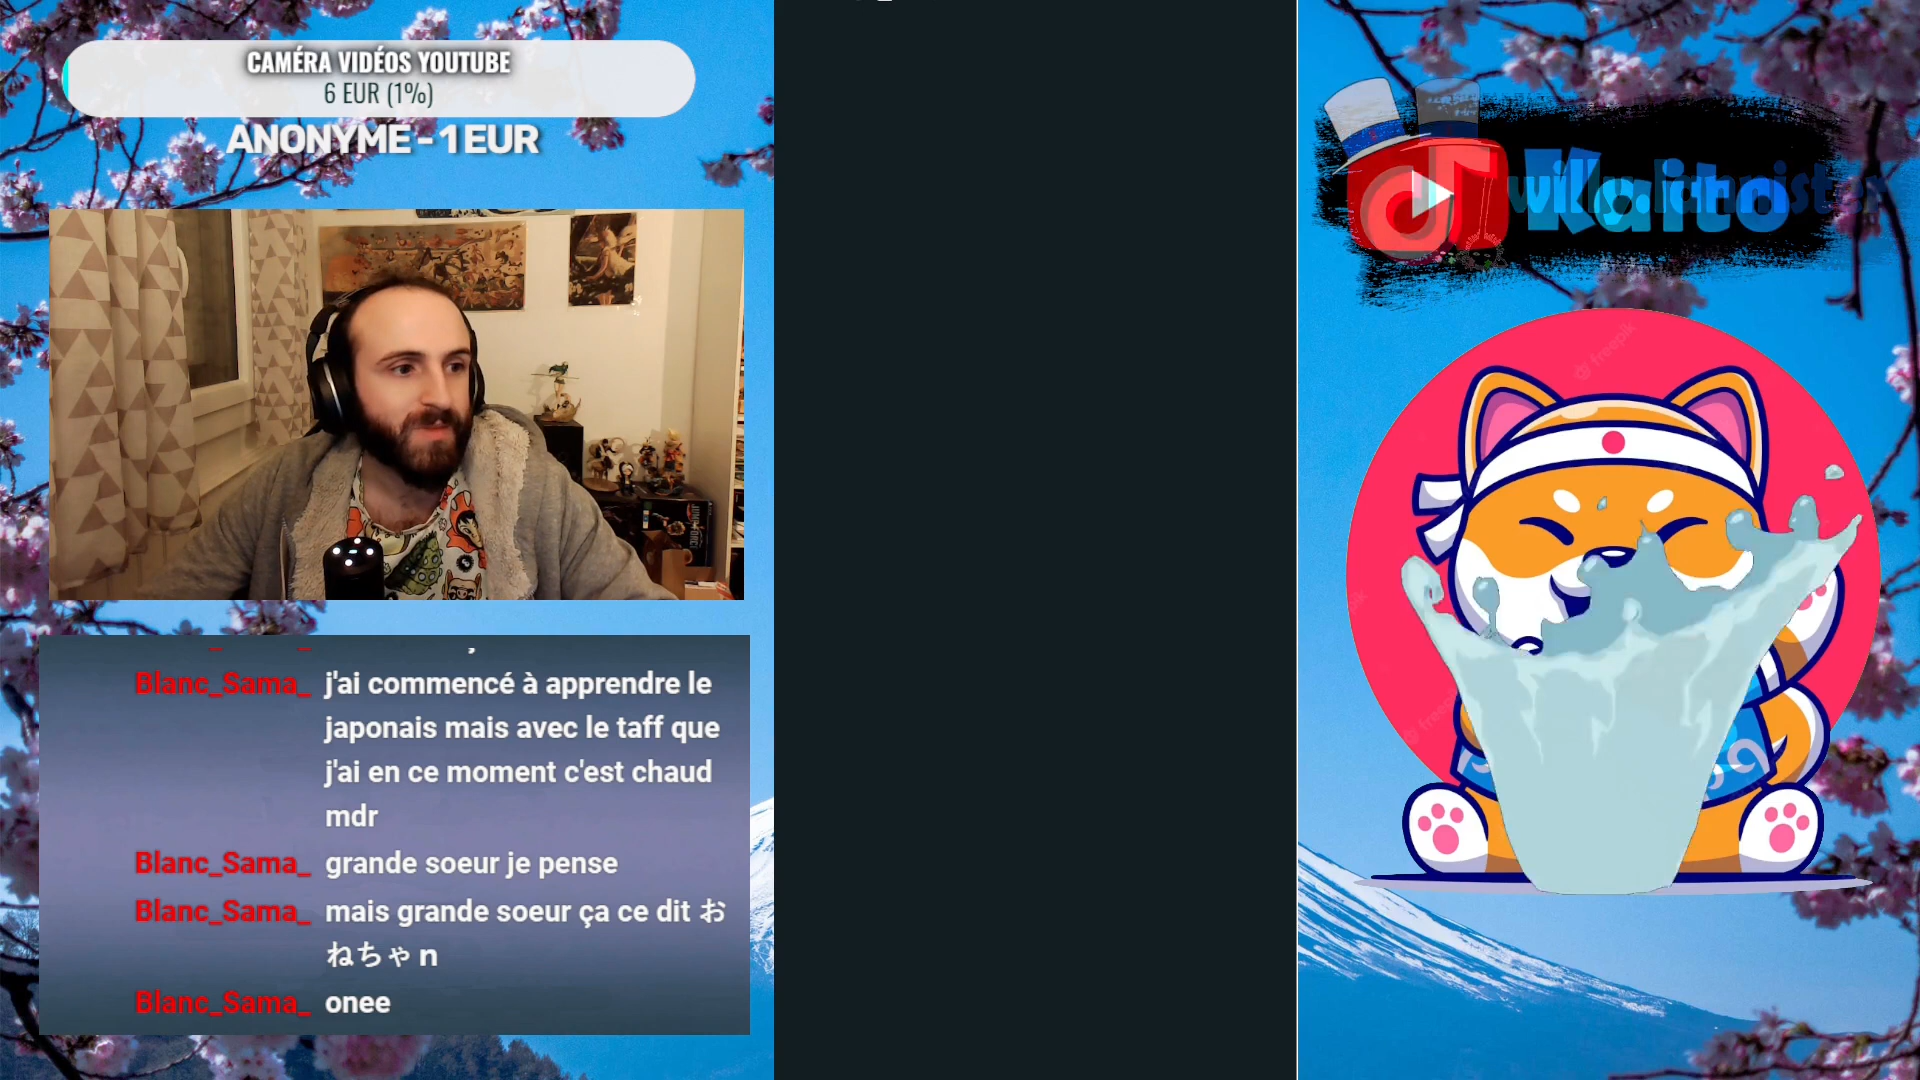 CAMÉRA VIDÉOS YOUTUBE
6 EUR (1%)
ANONYME - 1 EUR
Blanc_Sama_ j'ai commencé à apprendre le
japonais mais avec le taff que
j'ai en ce moment c'est chaud
mdr
Blanc_Sama_ grande soeur je pense
Blanc_Sama_ mais grande soeur ça ce dit お
ねちゃ n
Blanc_Sama_ onee
Kaito
freepik